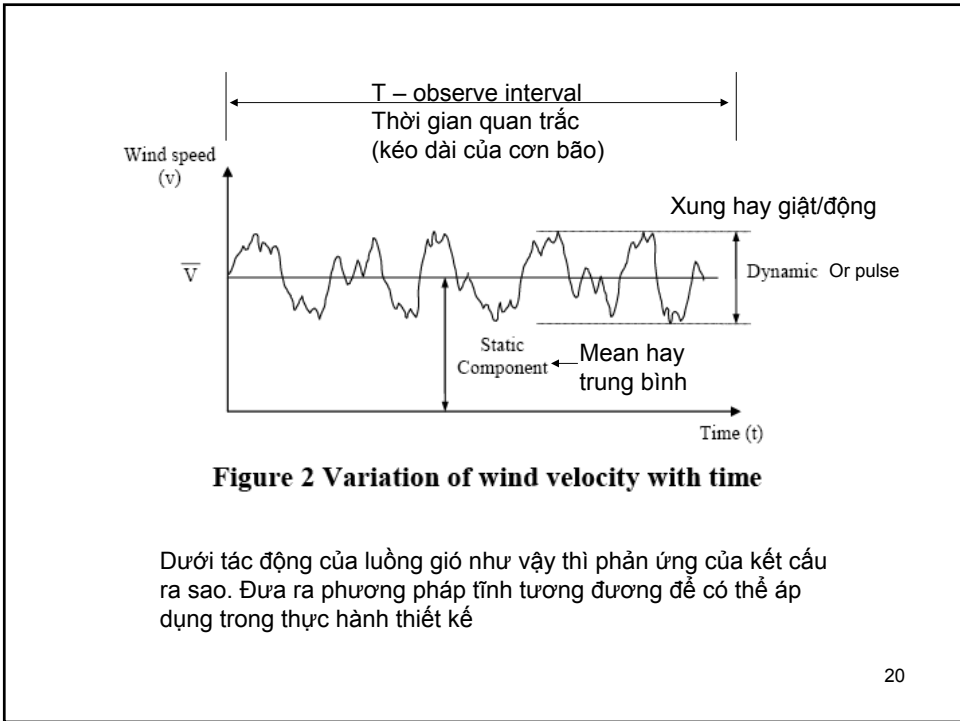 T – observe interval
Thời gian quan trắc
(kéo dài của cơn bão)
Wind speed
(v)
Xung hay giật/động
V̅
Dynamic Or pulse
Static
Component
Mean hay
trung bình
Time (t)
Figure 2 Variation of wind velocity with time
Dưới tác động của luồng gió như vậy thì phản ứng của kết cấu
ra sao. Đưa ra phương pháp tĩnh tương đương để có thể áp
dụng trong thực hành thiết kế
20